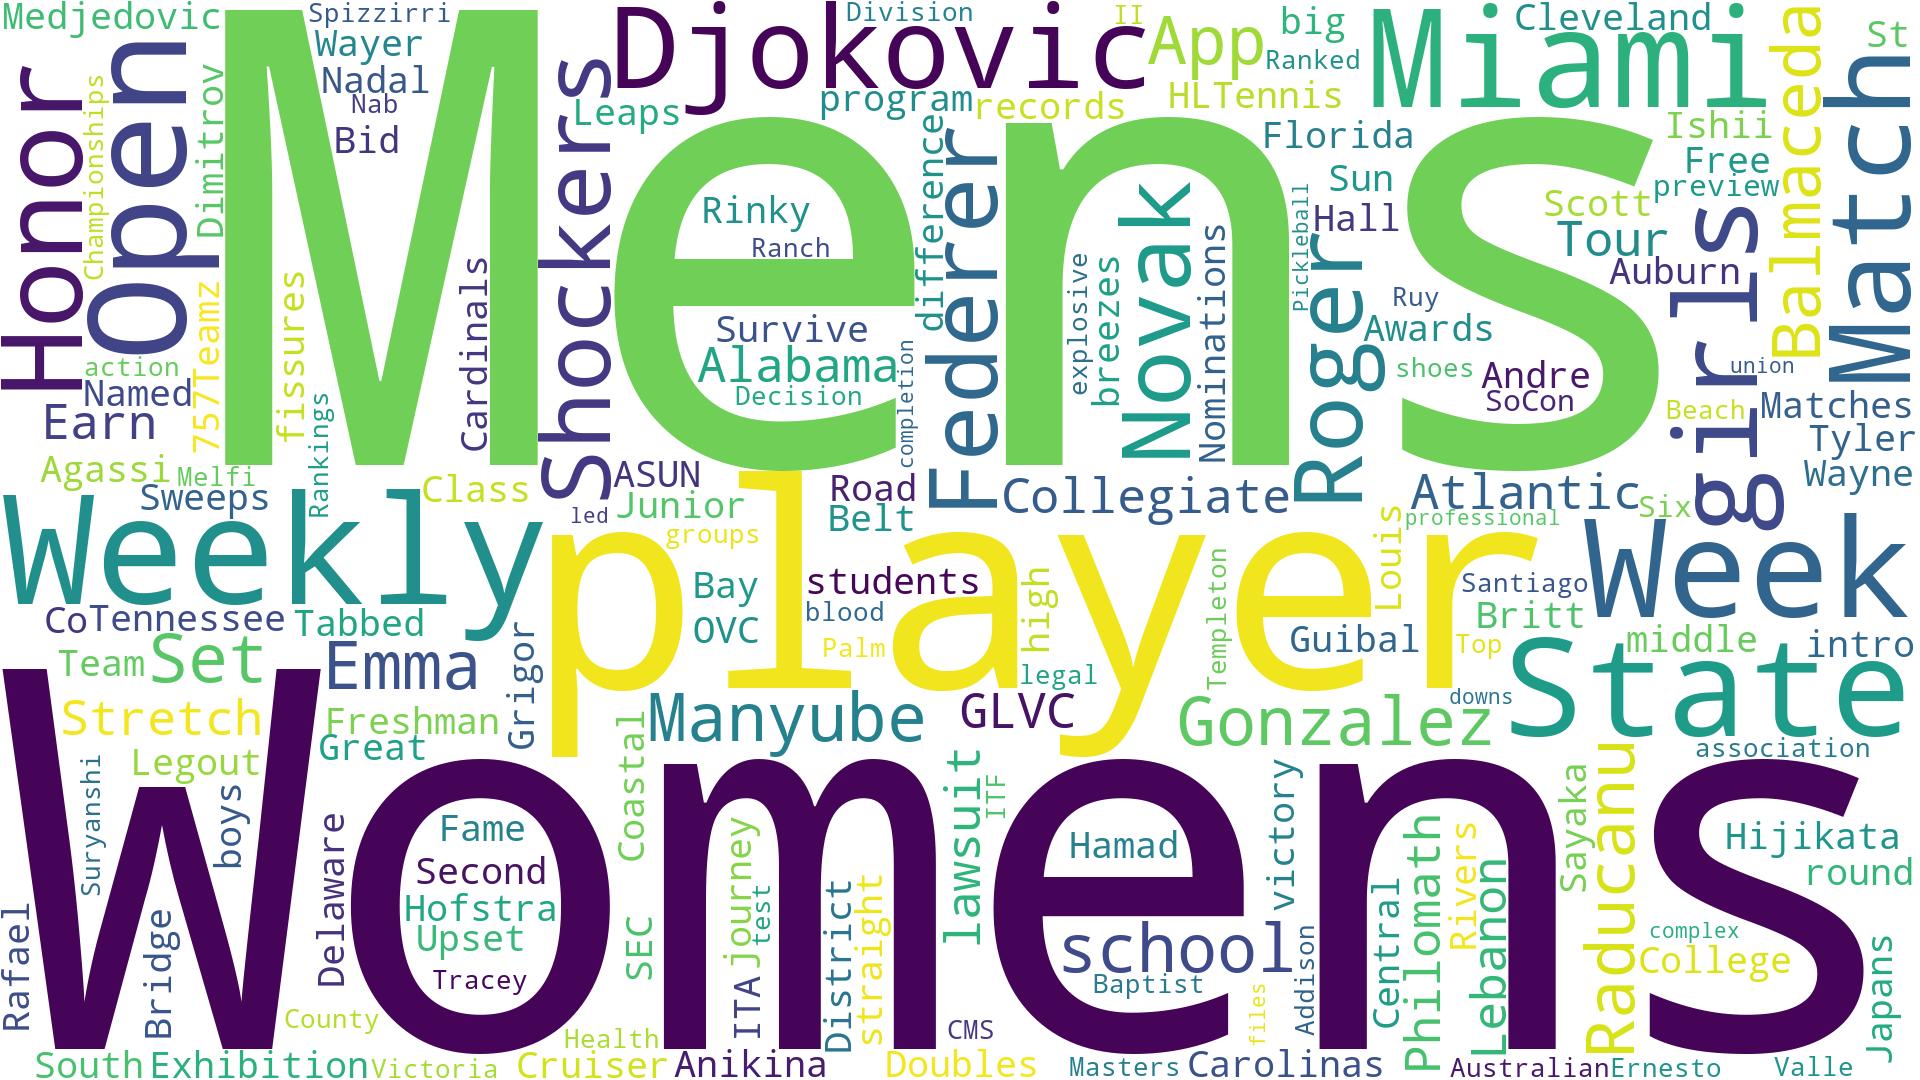 Medjedovic
Spizzirri
Division
II
big
Cleveland
St
Mens
Djokovic
App
Miami
Balmaceda
Wayer
Nadal
Nab
Bid
Honor
Championships
Open
Dimitrov
Shockers
Leaps
program
records
Ranked
HLTennis
Match
Florida
Ishii
Free
preview
Sun
Scott
Hall
Tour
Auburn
Rinky
Ranch
difference
Federer
Novak
Nominations
Pickleball
Roger
girls
fissures
Cardinals
Survive
Alabama
Decision
completion
explosive
breezes
Ruy
Awards
shoes
Andre
SoCon
union
action
Named
757Teamz
Earn
Rankings
Beach
Matches
Tyler
Wayne
Agassi
Melfi
Sweeps
Class
ASUN
Junior
led
groups
Road
Belt
Collegiate
Atlantic
Six
professional
Louis
Weekly
player
Week
Bay
OVC
students
blood
Palm
high
Templeton
Santiago
Britt
Guibal
Top
middle
intro
Co
Tennessee
Tabbed
Team
Set
Emma
Grigor
legal
downs
State
Stretch
Freshman
Great
Manyube
GLVC
Gonzalez
association
Womens
Legout
Suryanshi
boys
Coastal
lawsuit
ITF
victory
Sayaka
Raducanu
Hijikata
round
Delaware
Fame
Second
Hofstra
Upset
Tracey
SEC
journey
test
ITA
District
straight
Hamad
school
Baptist
Central
Philomath
Rivers
Lebanon
complex
College
Japans
Rafael
Bridge
County
files
Addison
Health
CMS
South
Exhibition
Victoria
Cruiser
Anikina
Doubles
Masters
Carolinas
Australian
Ernesto
Valle